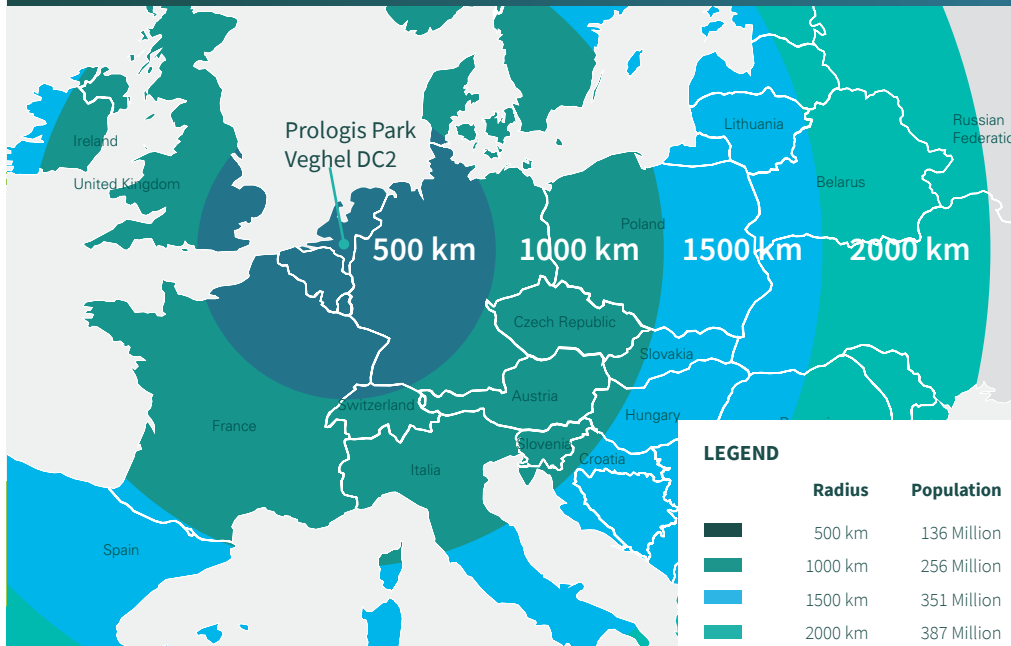 Ireland
United Kingdom
Prologis Park
Veghel DC2
Lithuania
Russian
Belarus
Poland
500 km
1000 km
1500 km
2000 km
Czech Republic
Slovakia
Switzerland
Austria
Hungary
France
Slovenia
Croatia
Italia
Spain
LEGEND
Radius Population
500 km 136 Million
1000 km 256 Million
1500 km 351 Million
2000 km 387 Million